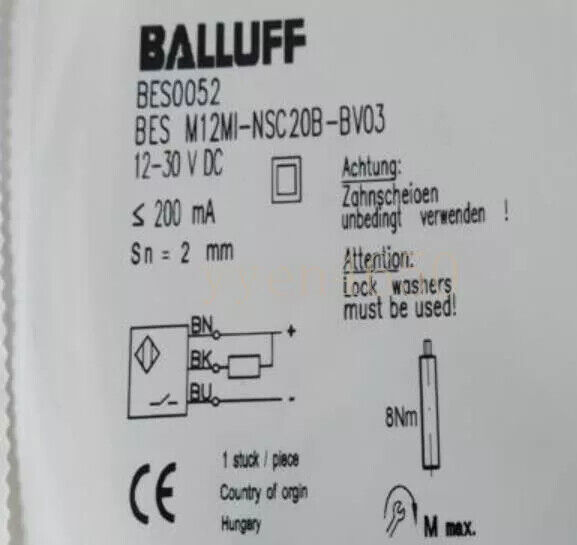 BALLUFF
BES0052
BES M12MI-NSC20B-BV03
12-30 V DC
≤ 200 mA
Sn = 2 mm
Achtung:
Zahnscheioen
unbedingt verwenden !
Attention:
Lock washers
must be used!
BN +
BK
BU -
8Nm
1 stuck / piece
Country of orgin
Hungary
CE
M max.